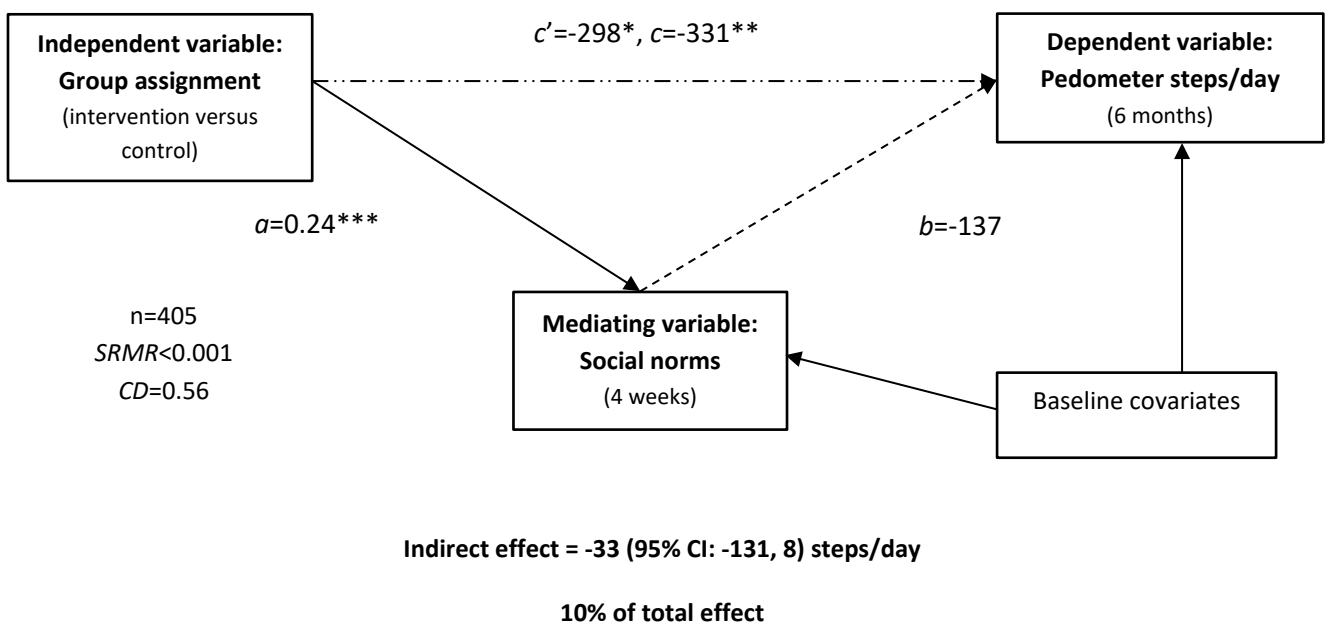 Independent variable:
Group assignment
(intervention versus
control)
c’=-298*, c=-331**
Dependent variable:
Pedometer steps/day
(6 months)
a=0.24***
b=-137
n=405
SRMR<0.001
CD=0.56
Mediating variable:
Social norms
(4 weeks)
Baseline covariates
Indirect effect = -33 (95% CI: -131, 8) steps/day
10% of total effect